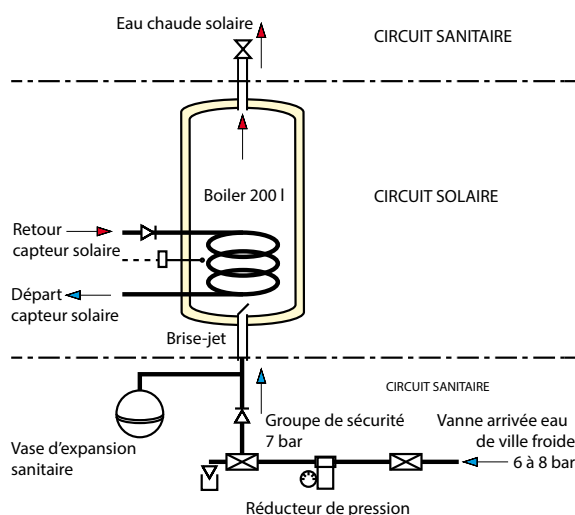 Eau chaude solaire
CIRCUIT SANITAIRE
Boiler 200 l
CIRCUIT SOLAIRE
Retour
capteur solaire
Départ
capteur solaire
Brise-jet
CIRCUIT SANITAIRE
Vase d’expansion
sanitaire
Groupe de sécurité
7 bar
Vanne arrivée eau
de ville froide
6 à 8 bar
Réducteur de pression